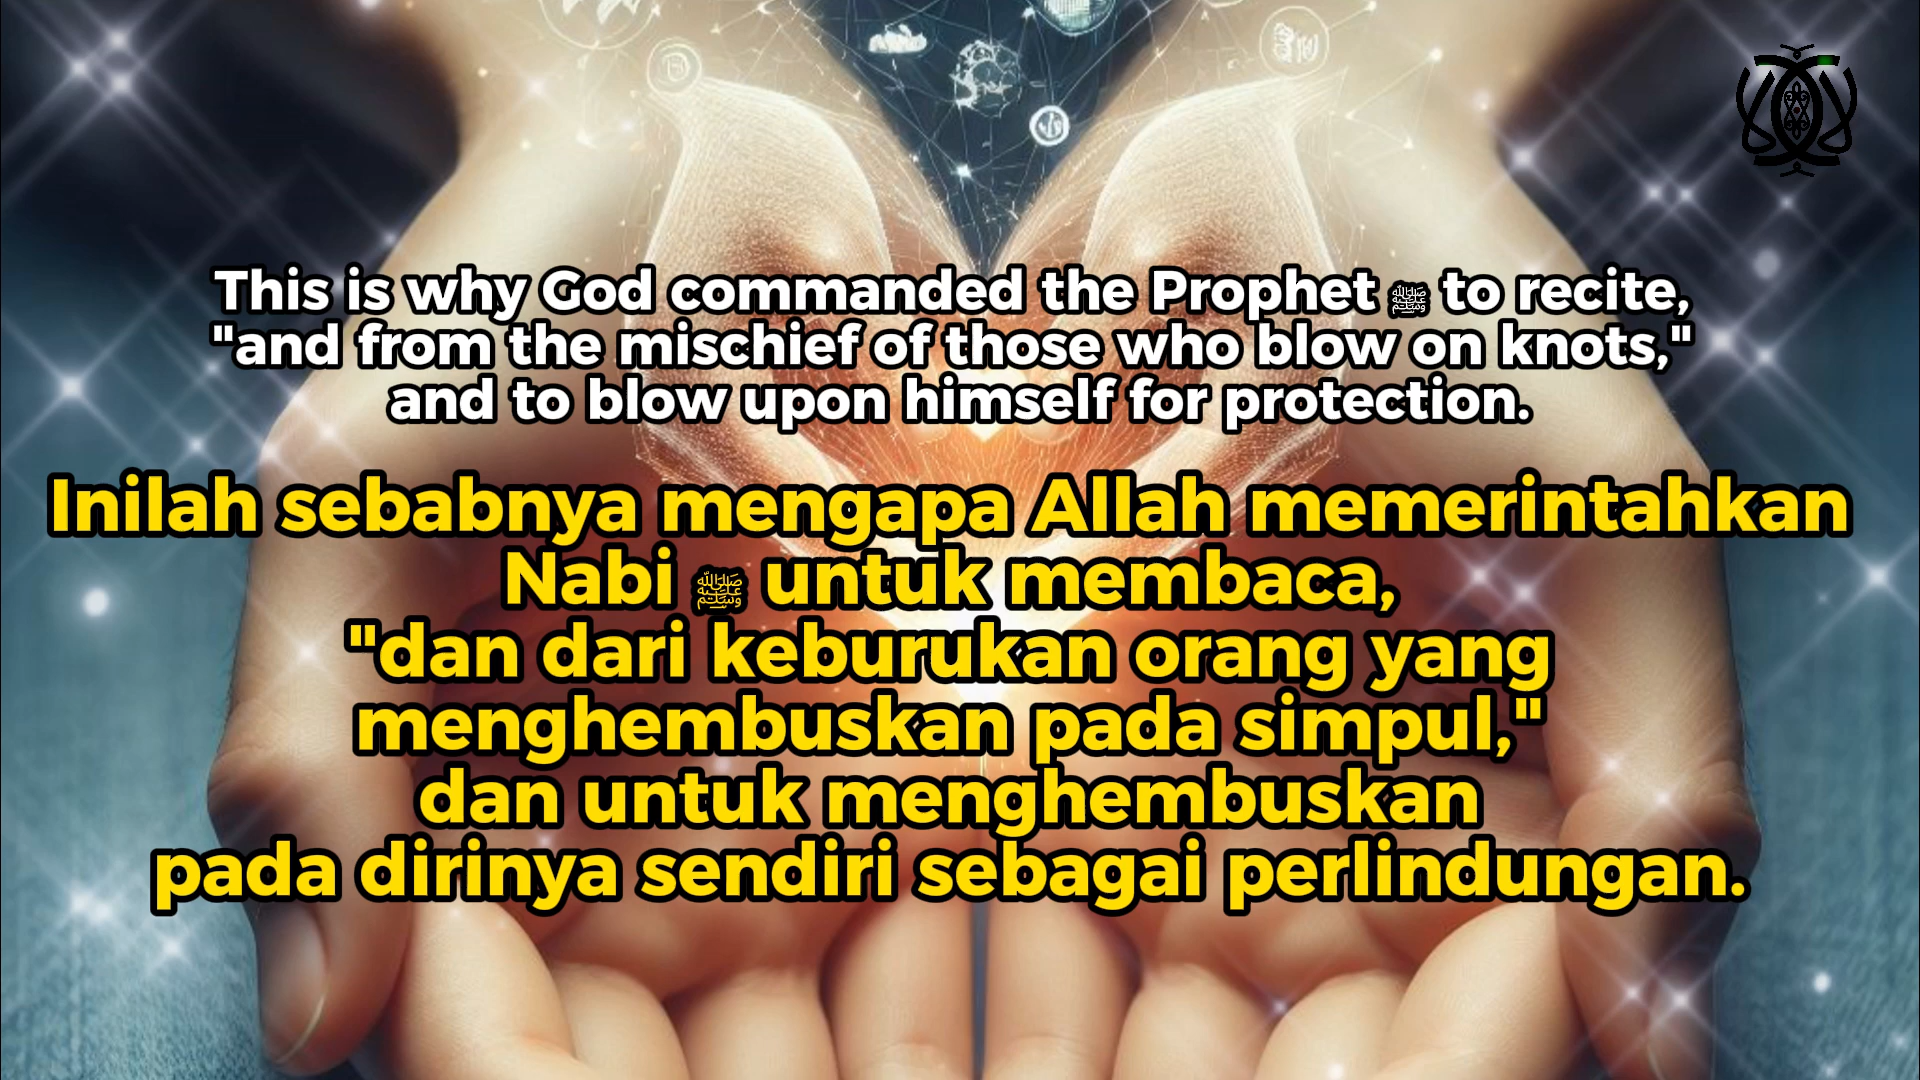 This is why God commanded the Prophet ﷺ to recite,
"and from the mischief of those who blow on knots,"
and to blow upon himself for protection.
Inilah sebabnya mengapa Allah memerintahkan
Nabi ﷺ untuk membaca,
"dan dari keburukan orang yang
menghembuskan pada simpul,"
dan untuk menghembuskan
pada dirinya sendiri sebagai perlindungan.